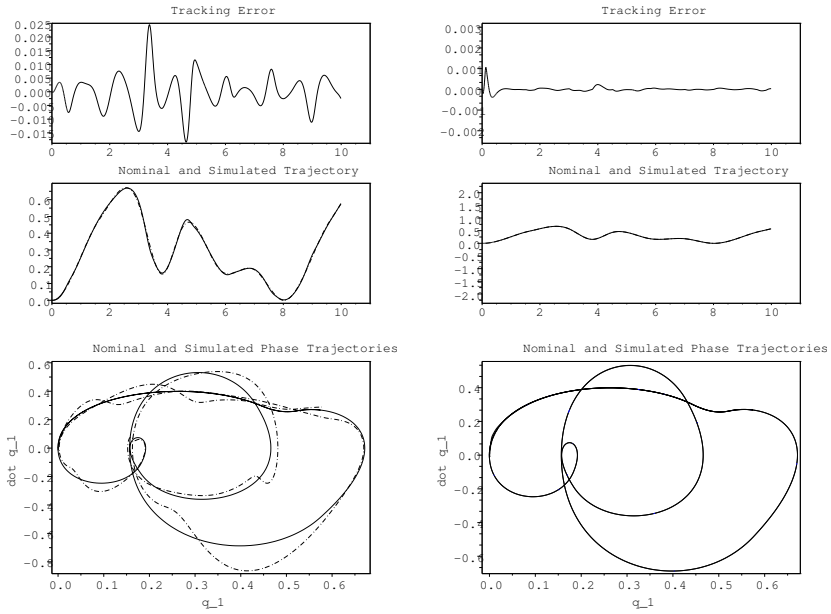 Tracking Error
0.025
0.020
0.015
0.010
0.005
0.000
-0.005
-0.010
-0.015
0 2 4 6 8 10
Nominal and Simulated Trajectory
0.6
0.5
0.4
0.3
0.2
0.1
0.0
0 2 4 6 8 10
Nominal and Simulated Phase Trajectories
dot q_1
0.6
0.4
0.2
0.0
-0.2
-0.4
-0.6
-0.8
0.0 0.1 0.2 0.3 0.4 0.5 0.6
q_1
Tracking Error
0.003
0.002
0.001
0.000
-0.001
-0.002
0 2 4 6 8 10
Nominal and Simulated Trajectory
2.0
1.5
1.0
0.5
0.0
-0.5
-1.0
-1.5
-2.0
0 2 4 6 8 10
Nominal and Simulated Phase Trajectories
dot q_1
0.4
0.2
0.0
-0.2
-0.4
-0.6
0.0 0.1 0.2 0.3 0.4 0.5 0.6
q_1